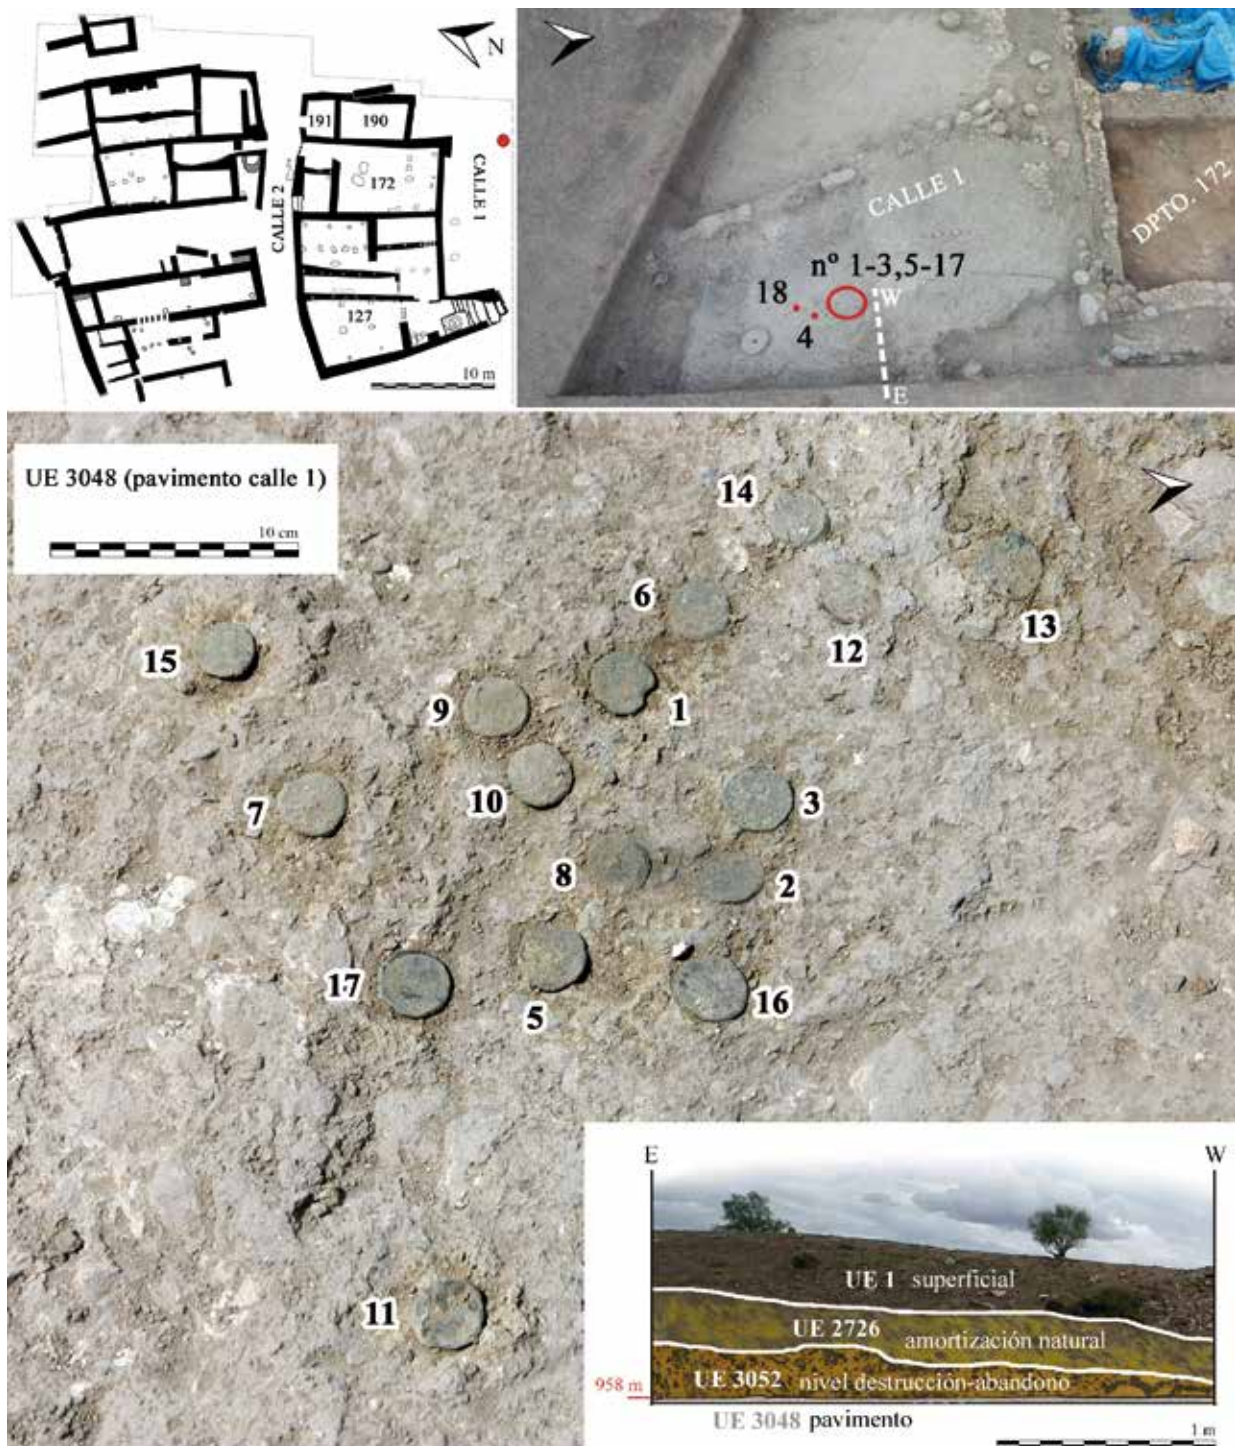 N
191
190
172
CALLE 1
CALLE 2
127
10 m
CALLE 1
DPTO. 172
nº 1-3,5-17
18
W
4
E
UE 3048 (pavimento calle 1)
10 cm
14
6
13
15
12
9
1
7
10
3
8
2
17
16
5
11
E
W
UE 1 superficial
UE 2726 amortización natural
958 m
UE 3052 nivel destrucción-abandono
UE 3048 pavimento
1 m